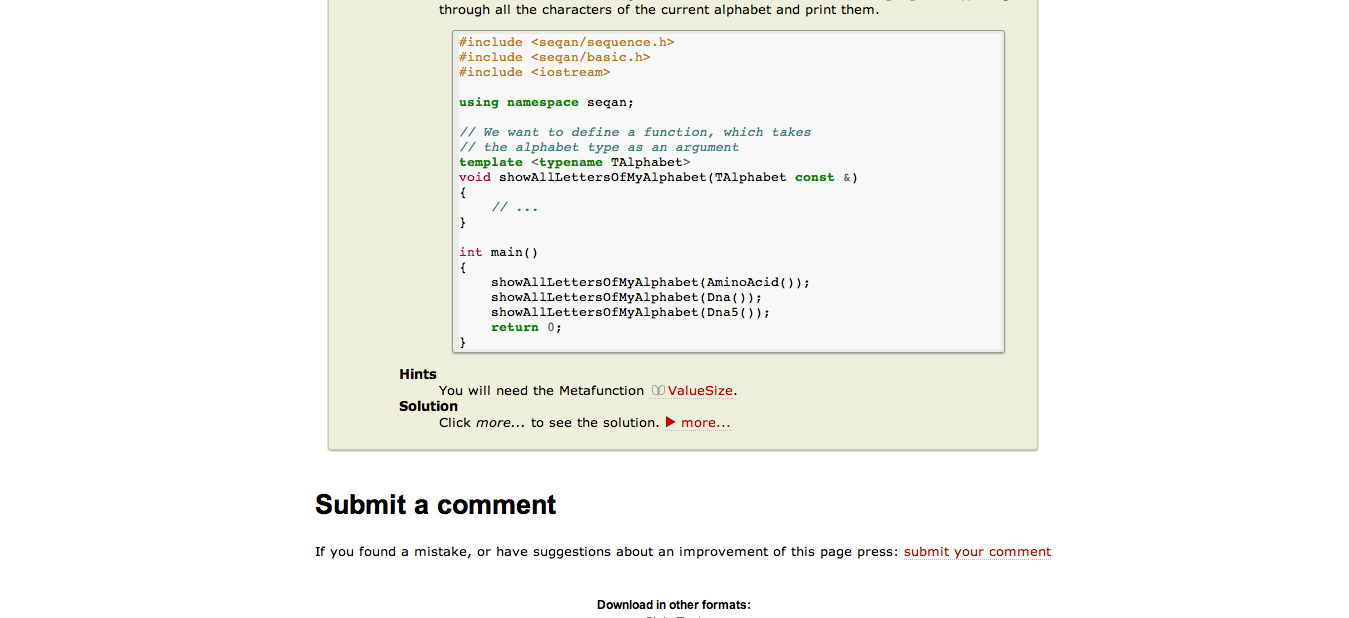 through all the characters of the current alphabet and print them.
#include <seqan/sequence.h>
#include <seqan/basic.h>
#include <iostream>
using namespace seqan;
// We want to define a function, which takes
// the alphabet type as an argument
template <typename TAlphabet>
void showAllLettersOfMyAlphabet(TAlphabet const &)
{
    // ...
}
int main()
{
    showAllLettersOfMyAlphabet(AminoAcid());
    showAllLettersOfMyAlphabet(Dna());
    showAllLettersOfMyAlphabet(Dna5());
    return 0;
}
Hints
You will need the Metafunction ValueSize.
Solution
Click more... to see the solution. more...
Submit a comment
If you found a mistake, or have suggestions about an improvement of this page press: submit your comment
Download in other formats: